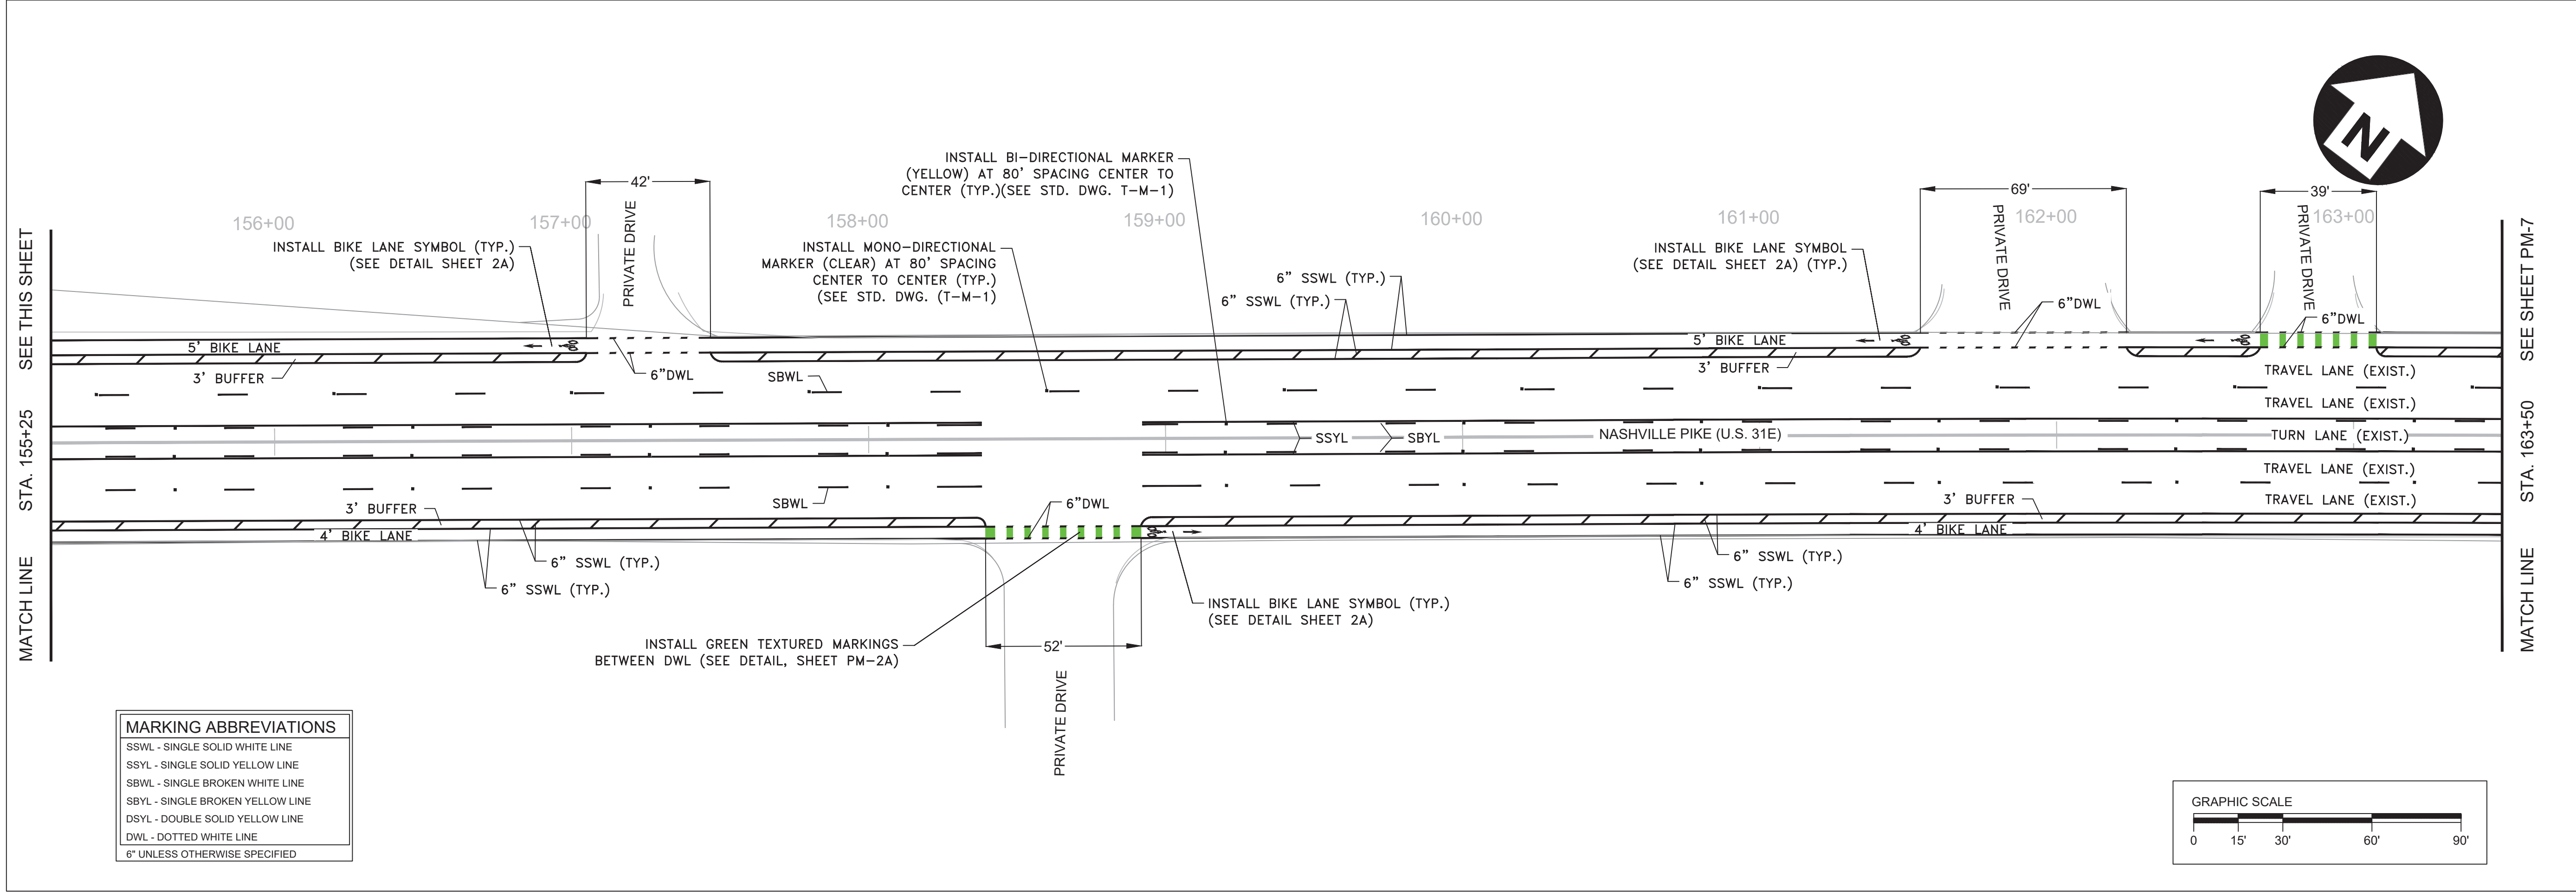 N
INSTALL BI-DIRECTIONAL MARKER
(YELLOW) AT 80' SPACING CENTER TO
CENTER (TYP.)(SEE STD. DWG. T-M-1)
42'
69'
39'
156+00
157+00
158+00
159+00
160+00
161+00
162+00
163+00
PRIVATE DRIVE
PRIVATE DRIVE
PRIVATE DRIVE
INSTALL BIKE LANE SYMBOL (TYP.)
(SEE DETAIL SHEET 2A)
INSTALL MONO-DIRECTIONAL
MARKER (CLEAR) AT 80' SPACING
CENTER TO CENTER (TYP.)
(SEE STD. DWG. (T-M-1)
6" SSWL (TYP.)
6" SSWL (TYP.)
INSTALL BIKE LANE SYMBOL
(SEE DETAIL SHEET 2A) (TYP.)
6"DWL
6"DWL
MATCH LINE STA. 155+25 SEE THIS SHEET
MATCH LINE STA. 163+50 SEE SHEET PM-7
5' BIKE LANE
5' BIKE LANE
3' BUFFER
6"DWL
SBWL
3' BUFFER
TRAVEL LANE (EXIST.)
TRAVEL LANE (EXIST.)
SSYL
SBYL
NASHVILLE PIKE (U.S. 31E)
TURN LANE (EXIST.)
TRAVEL LANE (EXIST.)
TRAVEL LANE (EXIST.)
3' BUFFER
SBWL
6"DWL
3' BUFFER
4' BIKE LANE
4' BIKE LANE
6" SSWL (TYP.)
6" SSWL (TYP.)
6" SSWL (TYP.)
6" SSWL (TYP.)
INSTALL BIKE LANE SYMBOL (TYP.)
(SEE DETAIL SHEET 2A)
INSTALL GREEN TEXTURED MARKINGS
BETWEEN DWL (SEE DETAIL, SHEET PM-2A)
52'
PRIVATE DRIVE
MARKING ABBREVIATIONS
SSWL - SINGLE SOLID WHITE LINE
SSYL - SINGLE SOLID YELLOW LINE
SBWL - SINGLE BROKEN WHITE LINE
SBYL - SINGLE BROKEN YELLOW LINE
DSYL - DOUBLE SOLID YELLOW LINE
DWL - DOTTED WHITE LINE
6" UNLESS OTHERWISE SPECIFIED
GRAPHIC SCALE
0 15' 30' 60' 90'